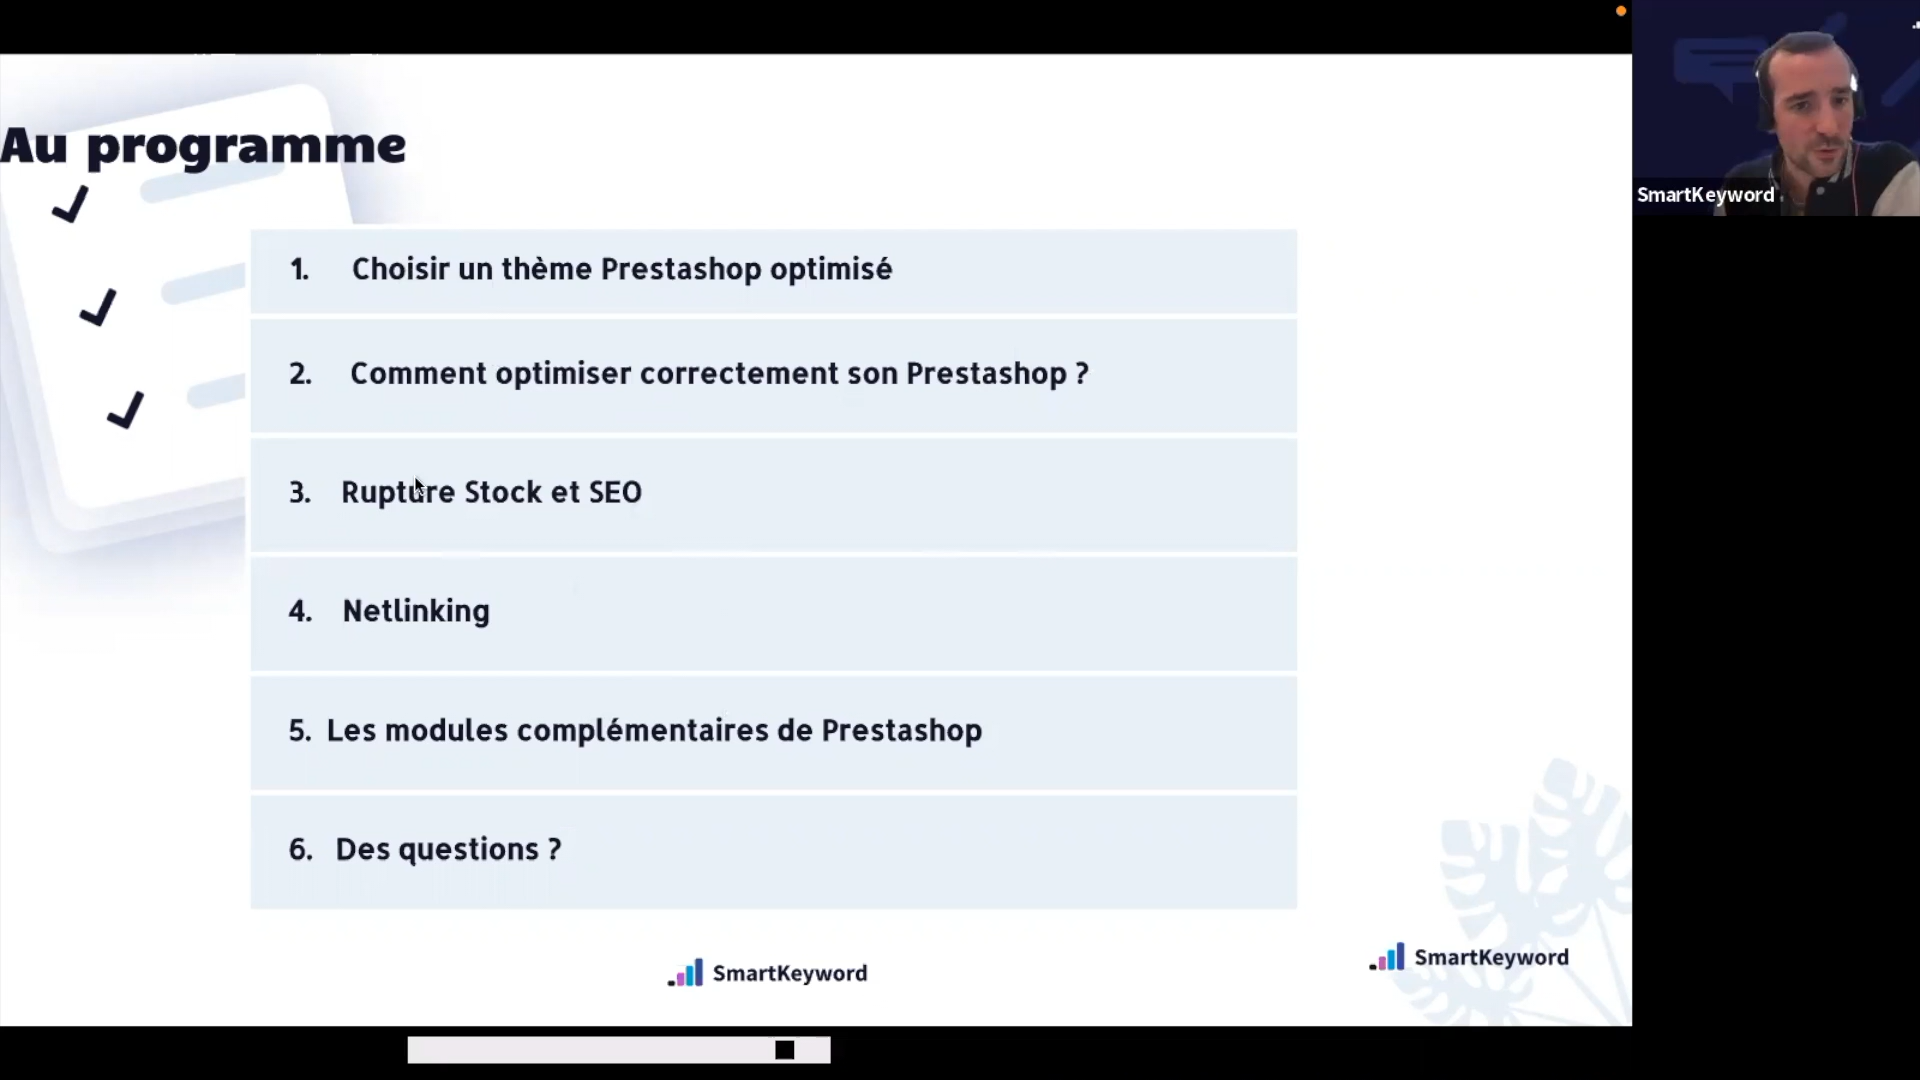 Au programme
1. Choisir un thème Prestashop optimisé
2. Comment optimiser correctement son Prestashop ?
3. Rupture Stock et SEO
4. Netlinking
5. Les modules complémentaires de Prestashop
6. Des questions ?
SmartKeyword
SmartKeyword
SmartKeyword